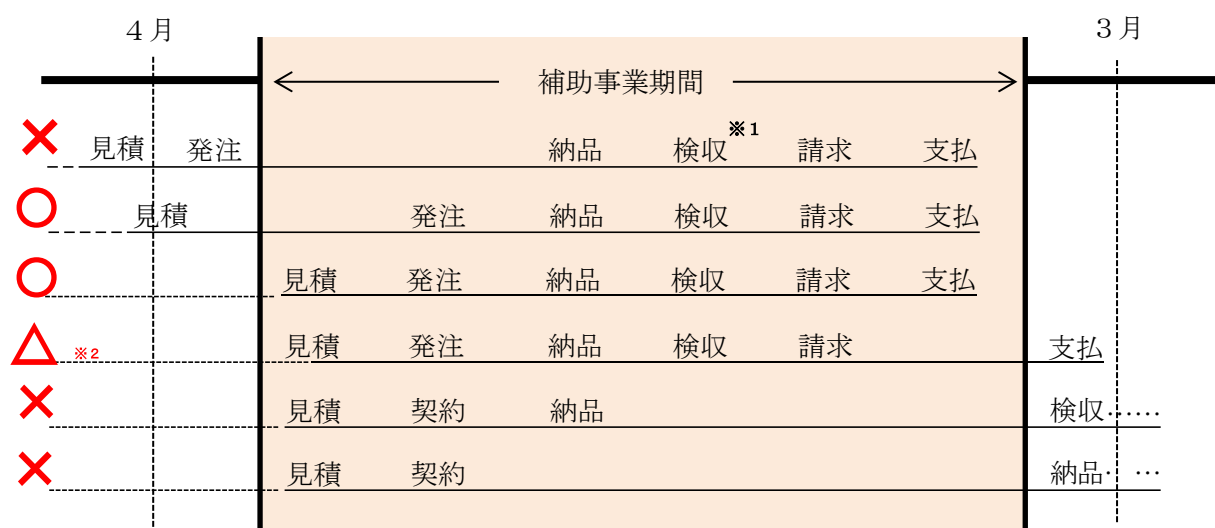 ４月 ３月
補助事業期間
× 見積 発注 納品 検収※1 請求 支払
○ 見積 発注 納品 検収 請求 支払
○ 見積 発注 納品 検収 請求 支払
△ ※2 見積 発注 納品 検収 請求 支払
× 見積 契約 納品 検収……
× 見積 契約 納品・ …